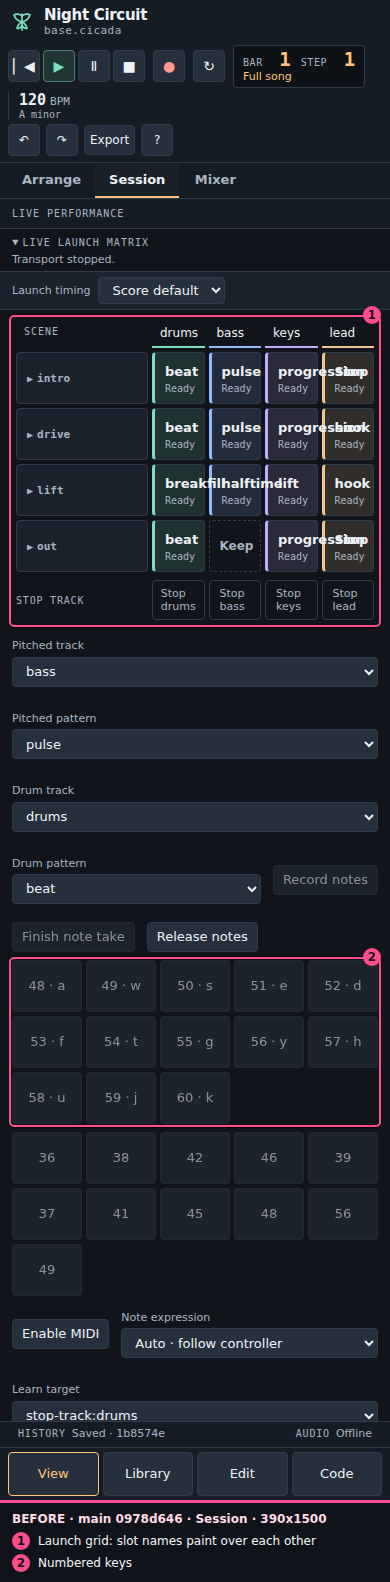 Night Circuit
base.cicada
BAR 1 STEP 1
Full song
120 BPM
A minor
Export ?
Arrange Session Mixer
LIVE PERFORMANCE
LIVE LAUNCH MATRIX
Transport stopped.
Launch timing Score default
1
SCENE drums bass keys lead
intro beat pulse progression Stop
Ready Ready Ready Ready
drive beat pulse progression hook
Ready Ready Ready Ready
lift breakfill halftime lift hook
Ready Ready Ready Ready
out beat Keep progression Stop
Ready Ready Ready
STOP TRACK Stop drums Stop bass Stop keys Stop lead
Pitched track
bass
Pitched pattern
pulse
Drum track
drums
Drum pattern
beat Record notes
Finish note take Release notes
2
48 · a 49 · w 50 · s 51 · e 52 · d
53 · f 54 · t 55 · g 56 · y 57 · h
58 · u 59 · j 60 · k
36 38 42 46 39
37 41 45 48 56
49
Enable MIDI
Note expression
Auto · follow controller
Learn target
stop-track:drums
HISTORY Saved · 1b8574e AUDIO Offline
View Library Edit Code
BEFORE · main 0978d646 · Session · 390x1500
1 Launch grid: slot names paint over each other
2 Numbered keys